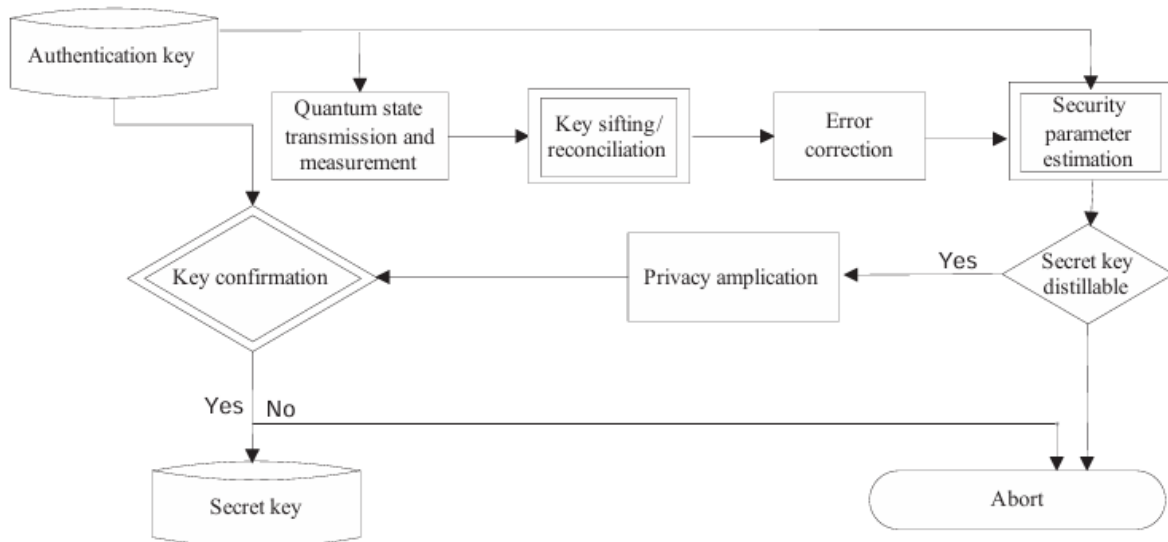 Authentication key
Quantum state
transmission and
measurement
Key sifting/
reconciliation
Error
correction
Security
parameter
estimation
Key confirmation
Privacy amplication
Yes
Secret key
distillable
Yes
No
Secret key
Abort